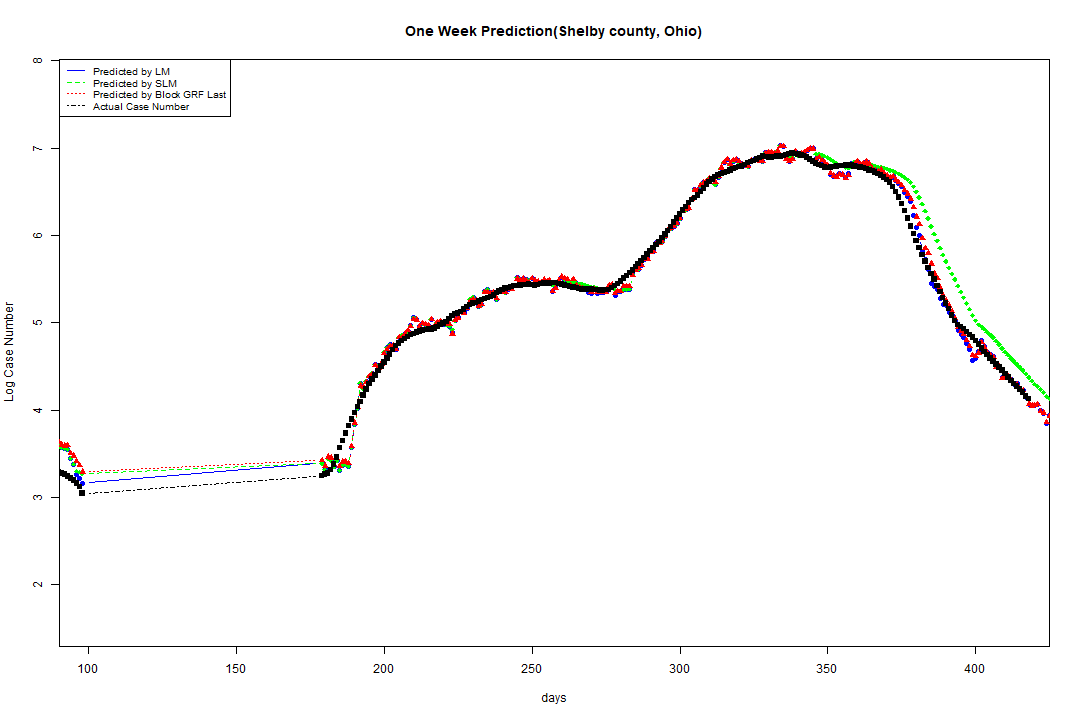 One Week Prediction(Shelby county, Ohio)
Predicted by LM
Predicted by SLM
Predicted by Block GRF Last
Actual Case Number
8
7
6
5
4
3
2
Log Case Number
100 150 200 250 300 350 400
days